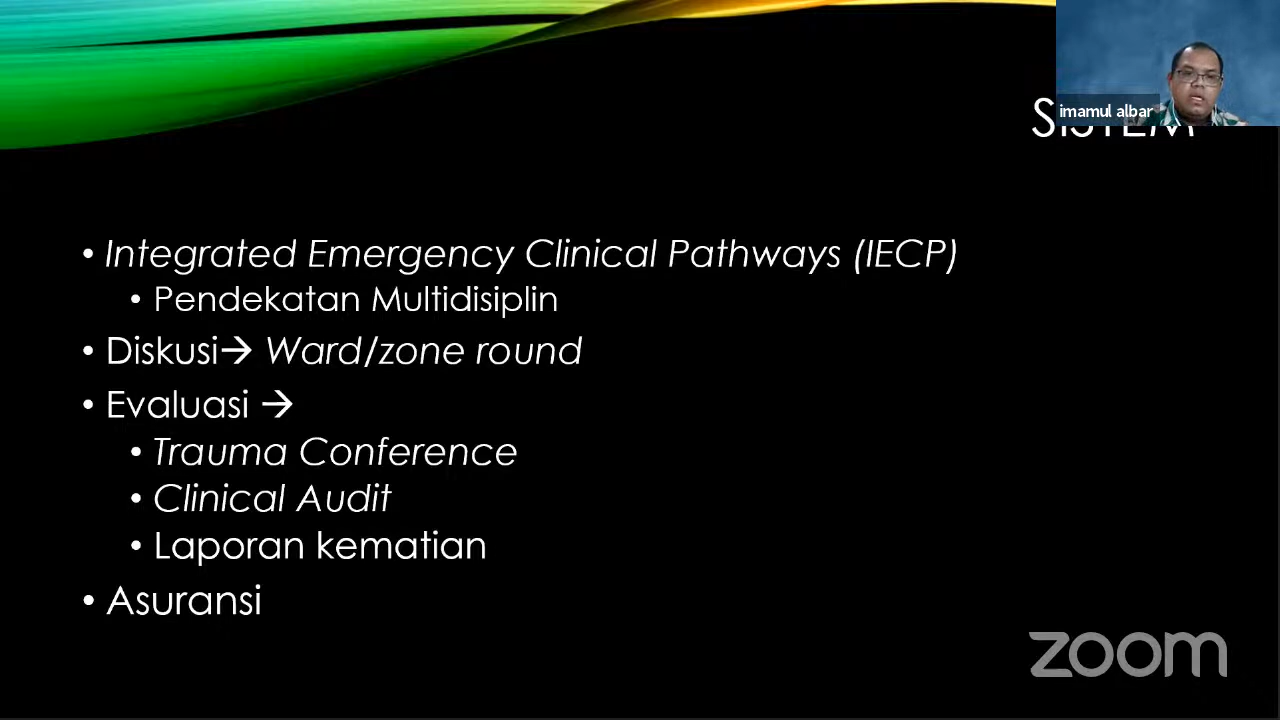 SISTEM
imamul albar
• Integrated Emergency Clinical Pathways (IECP)
• Pendekatan Multidisiplin
• Diskusi→ Ward/zone round
• Evaluasi →
• Trauma Conference
• Clinical Audit
• Laporan kematian
• Asuransi
zoom